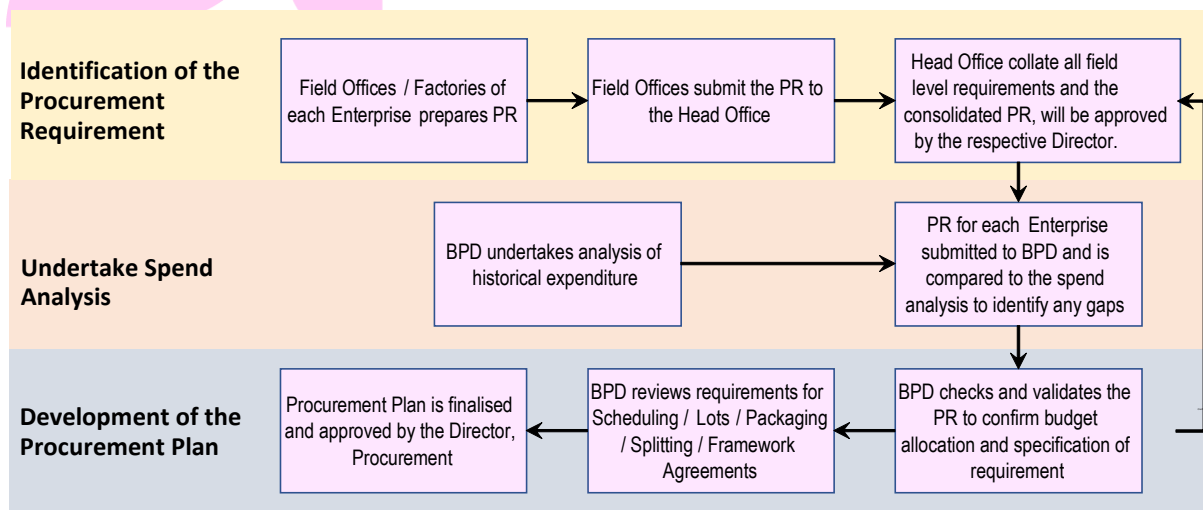 Identification of the
Procurement
Requirement
Field Offices / Factories of
each Enterprise prepares PR
Field Offices submit the PR to
the Head Office
Head Office collate all field
level requirements and the
consolidated PR, will be approved
by the respective Director.
Undertake Spend
Analysis
BPD undertakes analysis of
historical expenditure
PR for each Enterprise
submitted to BPD and is
compared to the spend
analysis to identify any gaps
Development of the
Procurement Plan
Procurement Plan is finalised
and approved by the Director,
Procurement
BPD reviews requirements for
Scheduling / Lots / Packaging
/ Splitting / Framework
Agreements
BPD checks and validates the
PR to confirm budget
allocation and specification of
requirement